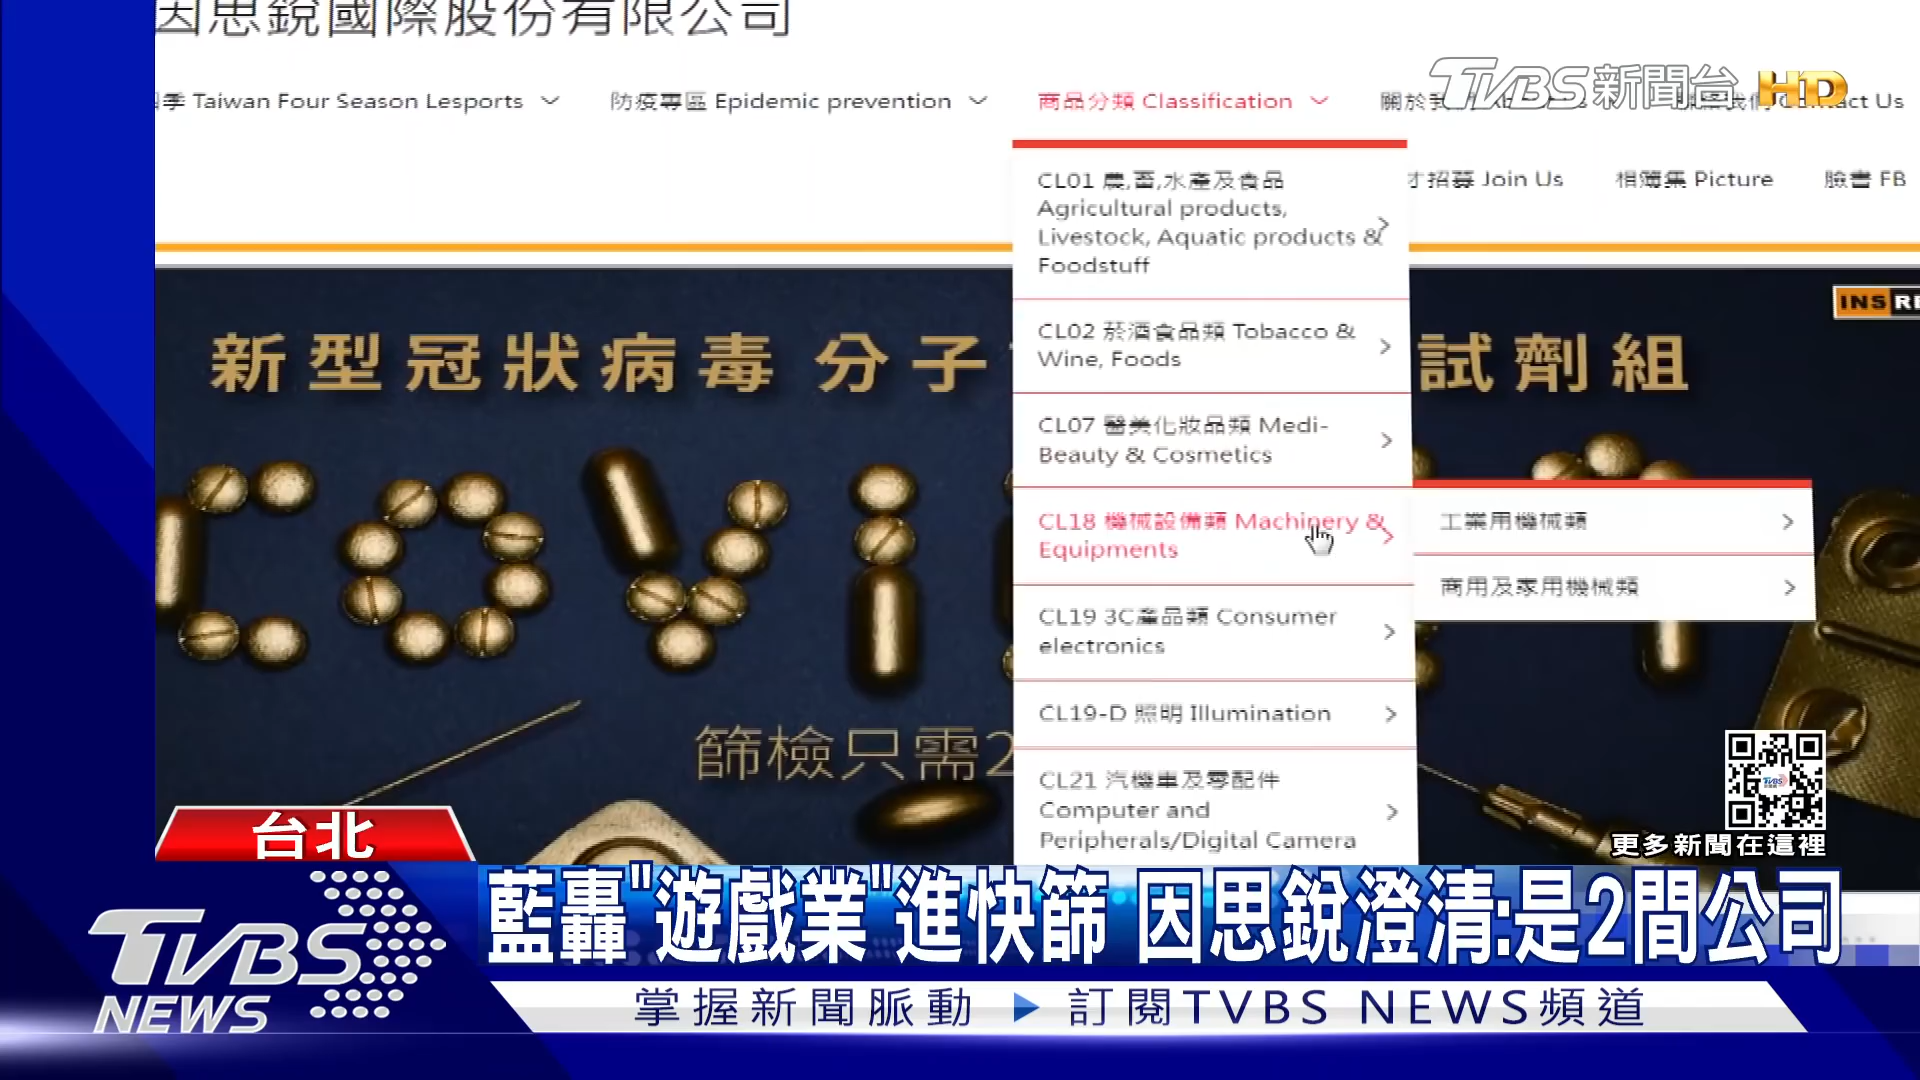 因思銳國際股份有限公司
TVBS新聞台 HD
季 Taiwan Four Season Lesports
防疫專區 Epidemic prevention
商品分類 Classification
關於我們 About us
Contact Us
才招募 Join Us
相簿集 Picture
臉書 FB
CL01 農,畜,水產及食品
Agricultural products,
Livestock, Aquatic products &
Foodstuff
CL02 菸酒食品類 Tobacco &
Wine, Foods
CL07 醫美化妝品類 Medi-
Beauty & Cosmetics
CL18 機械設備類 Machinery &
Equipments
工業用機械類
商用及家用機械類
CL19 3C產品類 Consumer
electronics
CL19-D 照明 Illumination
CL21 汽機車及零配件
Computer and
Peripherals/Digital Camera
INS RE
新型冠狀病毒分子
試劑組
COVI
篩檢只需2
TVBS
更多新聞在這裡
台北
藍轟"遊戲業"進快篩 因思銳澄清:是2間公司
TVBS
NEWS
掌握新聞脈動 訂閱TVBS NEWS頻道